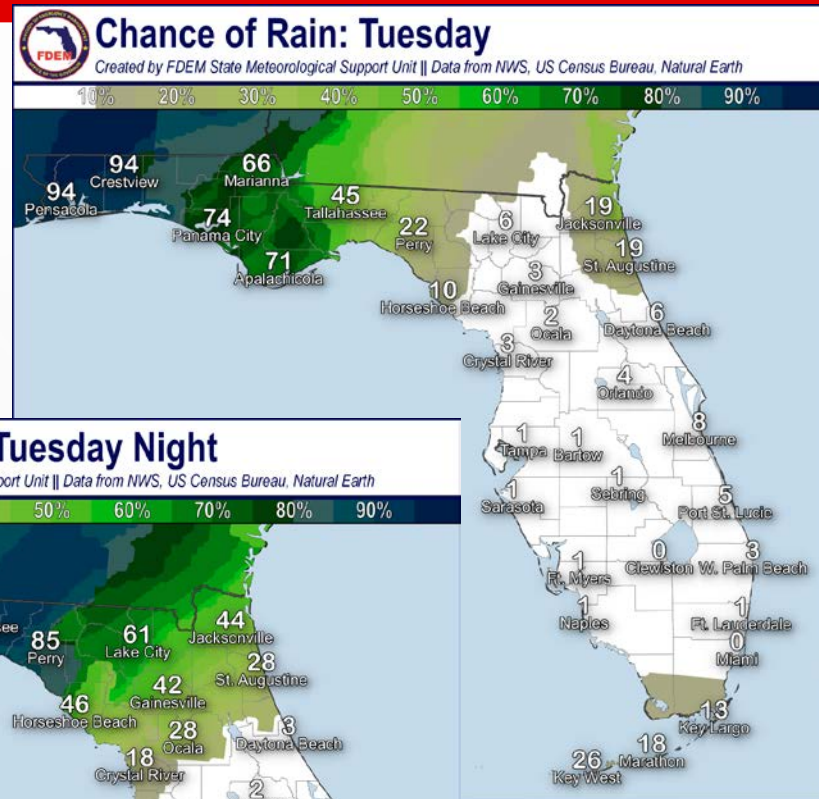 FDEM
Chance of Rain: Tuesday
Created by FDEM State Meteorological Support Unit || Data from NWS, US Census Bureau, Natural Earth
10% 20% 30% 40% 50% 60% 70% 80% 90%
94
Pensacola
94
Crestview
66
Marianna
74
Panama City
71
Apalachicola
45
Tallahassee
22
Perry
10
Horseshoe Beach
6
Lake City
19
Jacksonville
19
St. Augustine
3
Gainesville
2
Ocala
6
Daytona Beach
3
Crystal River
4
Orlando
8
Melbourne
1
Tampa
1
Bartow
1
Sebring
1
Sarasota
5
Port St. Lucie
1
Ft. Myers
0
Clewiston
3
W. Palm Beach
1
Naples
1
Ft. Lauderdale
0
Miami
13
Key Largo
18
Marathon
26
Key West
Tuesday Night
port Unit || Data from NWS, US Census Bureau, Natural Earth
50% 60% 70% 80% 90%
see
85
Perry
61
Lake City
44
Jacksonville
28
St. Augustine
46
Horseshoe Beach
42
Gainesville
28
Ocala
3
Daytona Beach
18
Crystal River
2